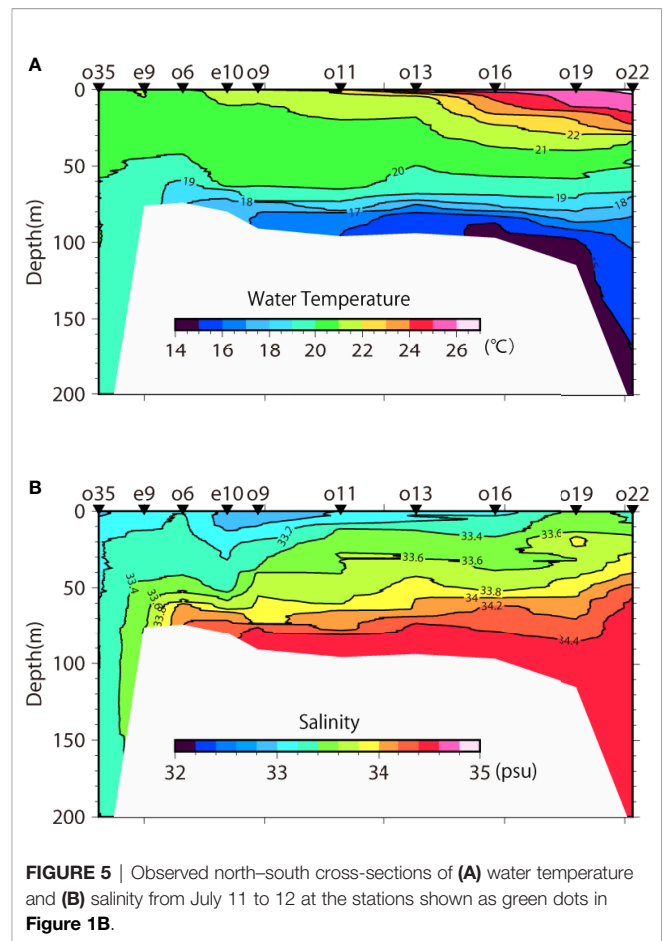 A
o35 e9 o6 e10 o9 o11 o13 o16 o19 o22
0
50
100
150
200
Depth(m)
22
21
20
19
19
18
18
17
Water Temperature
14 16 18 20 22 24 26 (℃)
B
o35 e9 o6 e10 o9 o11 o13 o16 o19 o22
0
50
100
150
200
Depth(m)
33.2
33.4
33.6
33.6
33.6
33.4
33.6
33.8
33.8
34
34.2
34.4
Salinity
32 33 34 35 (psu)
FIGURE 5 | Observed north–south cross-sections of (A) water temperature
and (B) salinity from July 11 to 12 at the stations shown as green dots in
Figure 1B.